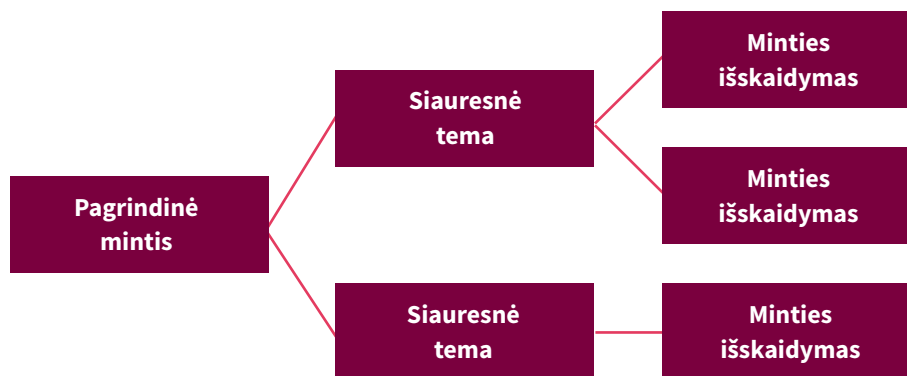 Pagrindinė
mintis
Siauresnė
tema
Minties
išskaidymas
Minties
išskaidymas
Siauresnė
tema
Minties
išskaidymas